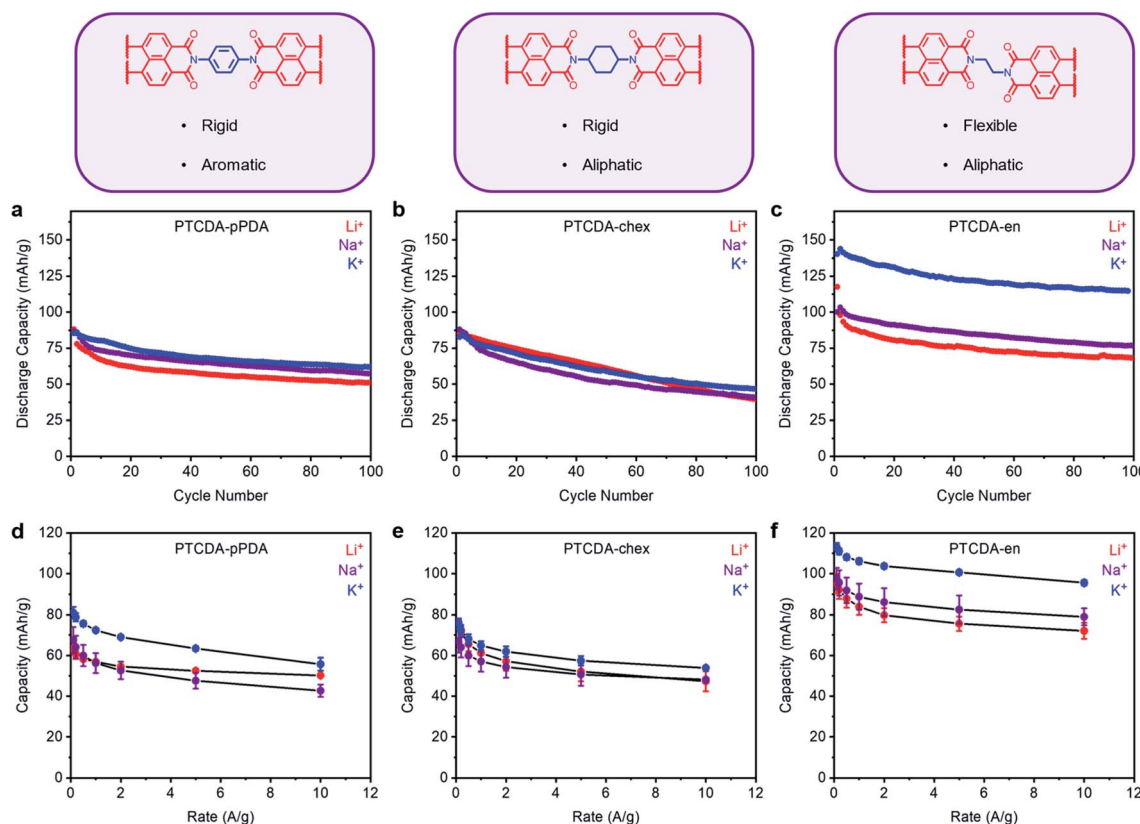 O O O O
N N
O O O O
• Rigid
• Aromatic
O O O O
N N
O O O O
• Rigid
• Aliphatic
O
N O
O N
O
• Flexible
• Aliphatic
a
PTCDA-pPDA
Li⁺
Na⁺
K⁺
150
125
100
75
50
25
0
Discharge Capacity (mAh/g)
0 20 40 60 80 100
Cycle Number
b
PTCDA-chex
Li⁺
Na⁺
K⁺
150
125
100
75
50
25
0
Discharge Capacity (mAh/g)
0 20 40 60 80 100
Cycle Number
c
PTCDA-en
Li⁺
Na⁺
K⁺
150
125
100
75
50
25
0
Discharge Capacity (mAh/g)
0 20 40 60 80 100
Cycle Number
d
PTCDA-pPDA
Li⁺
Na⁺
K⁺
120
100
80
60
40
20
0
Capacity (mAh/g)
0 2 4 6 8 10 12
Rate (A/g)
e
PTCDA-chex
Li⁺
Na⁺
K⁺
120
100
80
60
40
20
0
Capacity (mAh/g)
0 2 4 6 8 10 12
Rate (A/g)
f
PTCDA-en
Li⁺
Na⁺
K⁺
120
100
80
60
40
20
0
Capacity (mAh/g)
0 2 4 6 8 10 12
Rate (A/g)